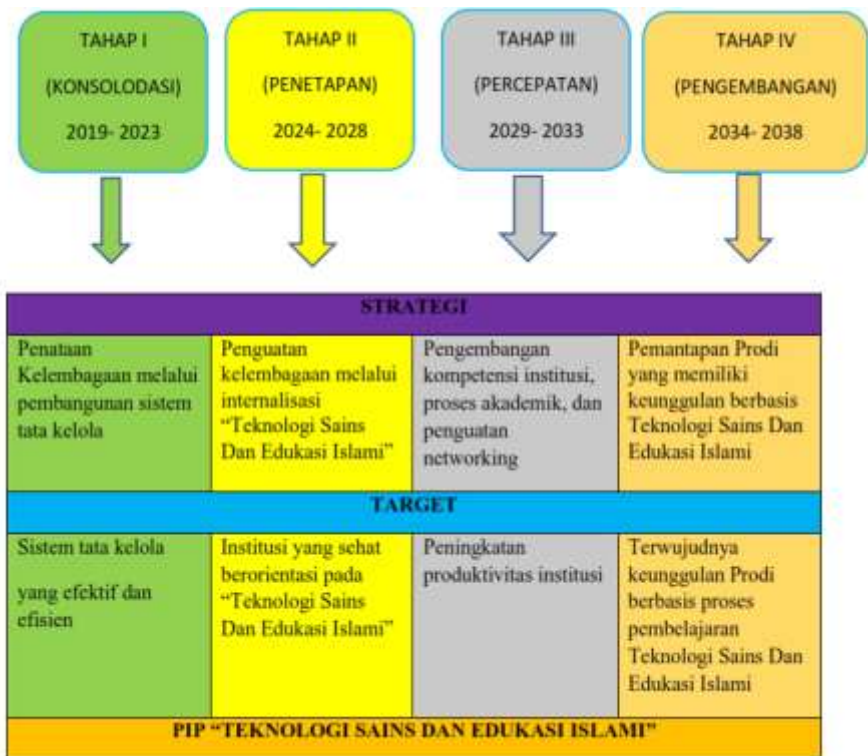 TAHAP I
(KONSOLODASI)
2019- 2023
TAHAP II
(PENETAPAN)
2024- 2028
TAHAP III
(PERCEPATAN)
2029- 2033
TAHAP IV
(PENGEMBANGAN)
2034 - 2038
STRATEGI
Penataan
Kelembagaan melalui
pembangunan sistem
tata kelola
Penguatan
kelembagaan melalui
internalisasi
“Teknologi Sains
Dan Edukasi Islami”
Pengembangan
kompetensi institusi,
proses akademik, dan
penguatan
networking
Pemantapan Prodi
yang memiliki
keunggulan berbasis
Teknologi Sains Dan
Edukasi Islami
TARGET
Sistem tata kelola
yang efektif dan
efisien
Institusi yang sehat
berorientasi pada
“Teknologi Sains
Dan Edukasi Islami”
Peningkatan
produktivitas institusi
Terwujudnya
keunggulan Prodi
berbasis proses
pembelajaran
Teknologi Sains Dan
Edukasi Islami
PIP “TEKNOLOGI SAINS DAN EDUKASI ISLAMI”